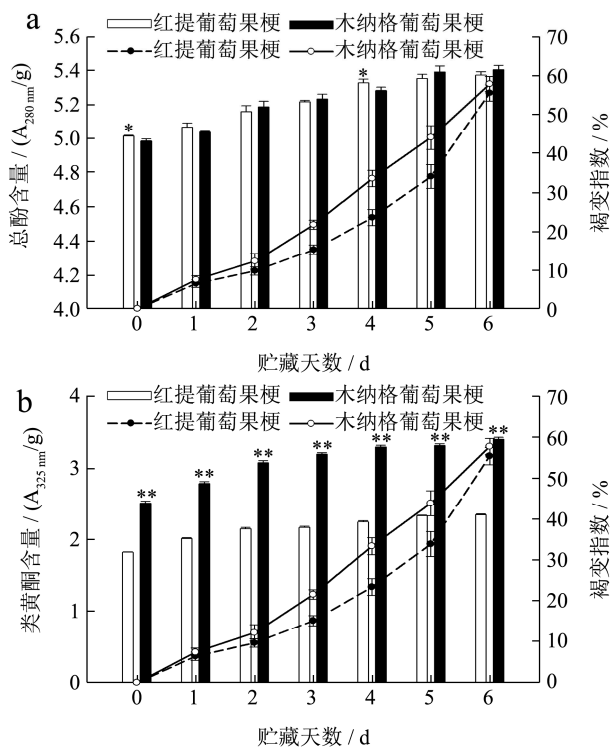 a
红提葡萄果梗 木纳格葡萄果梗
红提葡萄果梗 木纳格葡萄果梗
总酚含量 / (A280 nm/g)
5.6
5.4
5.2
5.0
4.8
4.6
4.4
4.2
4.0
* *
褐变指数 / %
70
60
50
40
30
20
10
0
0 1 2 3 4 5 6
贮藏天数 / d
b
红提葡萄果梗 木纳格葡萄果梗
红提葡萄果梗 木纳格葡萄果梗
类黄酮含量 / (A325 nm/g)
4
3
2
1
0
** ** ** ** ** ** **
褐变指数 / %
70
60
50
40
30
20
10
0
0 1 2 3 4 5 6
贮藏天数 / d